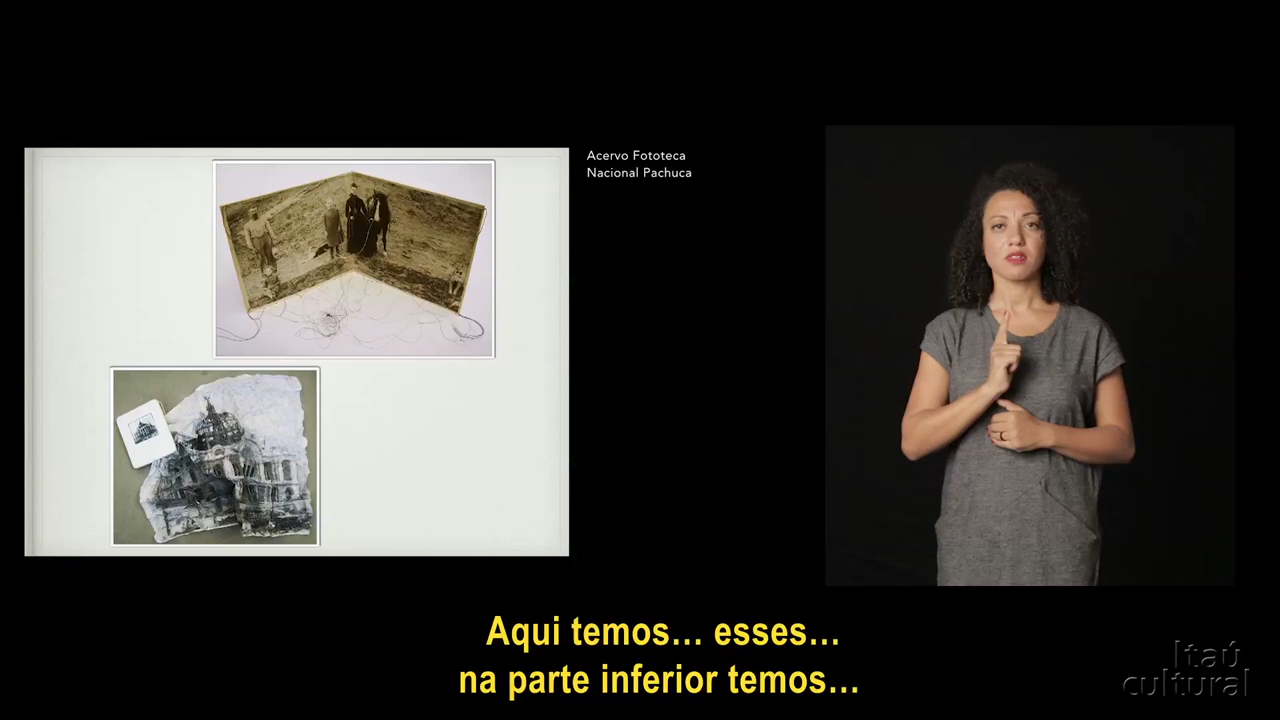 Acervo Fototeca
Nacional Pachuca
Aqui temos... esses...
na parte inferior temos...
Itaú
cultural